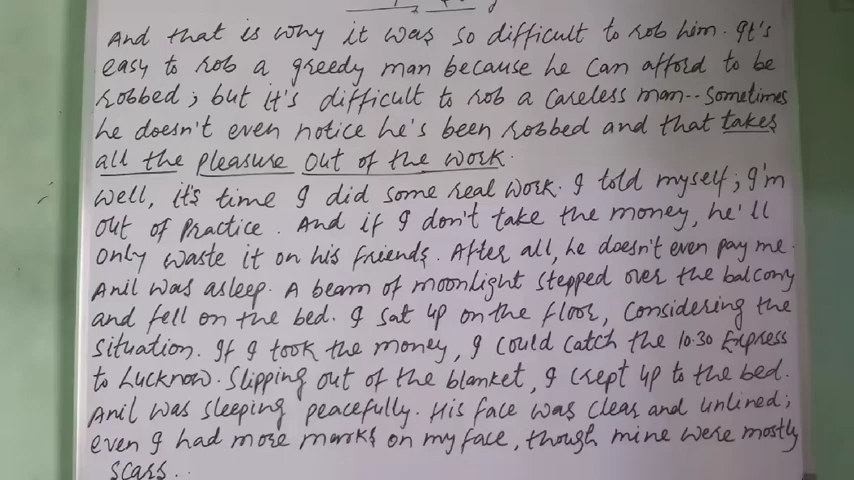 And that is why it was so difficult to rob him. It's
easy to rob a greedy man because he can afford to be
robbed; but it's difficult to rob a careless man-- sometimes
he doesn't even notice he's been robbed and that takes
all the pleasure out of the work.
Well, it's time I did some real work. I told myself; I'm
out of practice. And if I don't take the money, he'll
only waste it on his friends. After all, he doesn't even pay me.
Anil was asleep. A beam of moonlight stepped over the balcony
and fell on the bed. I sat up on the floor, considering the
situation. If I took the money, I could catch the 10.30 Express
to Lucknow. Slipping out of the blanket, I crept up to the bed.
Anil was sleeping peacefully. His face was clear and unlined;
even I had more marks on my face, though mine were mostly
scars..